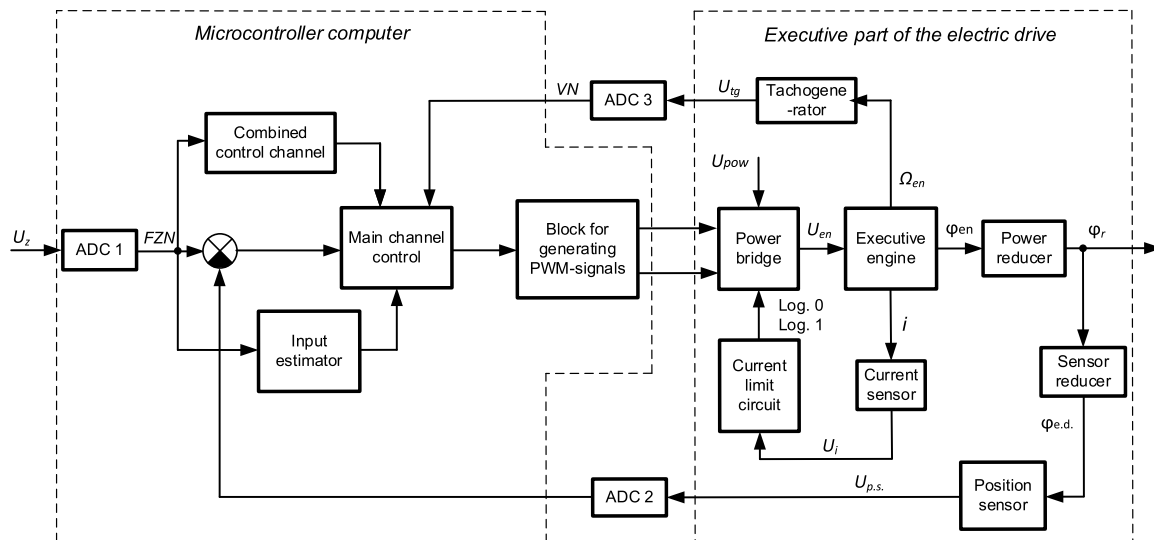 Microcontroller computer
Executive part of the electric drive
VN
ADC 3
U_tg
Tachogene
-rator
Combined
control channel
U_pow
Ω_en
U_z
ADC 1
FZN
Main channel
control
Block for
generating
PWM-signals
Power
bridge
U_en
Executive
engine
φen
Power
reducer
φ_r
Log. 0
Log. 1
i
Input
estimator
Current
limit
circuit
Current
sensor
Sensor
reducer
φe.d.
U_i
ADC 2
U_p.s.
Position
sensor